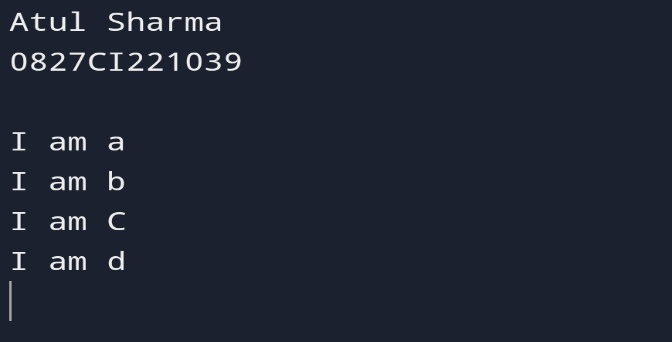 Atul Sharma
0827CI221039
I am a
I am b
I am C
I am d